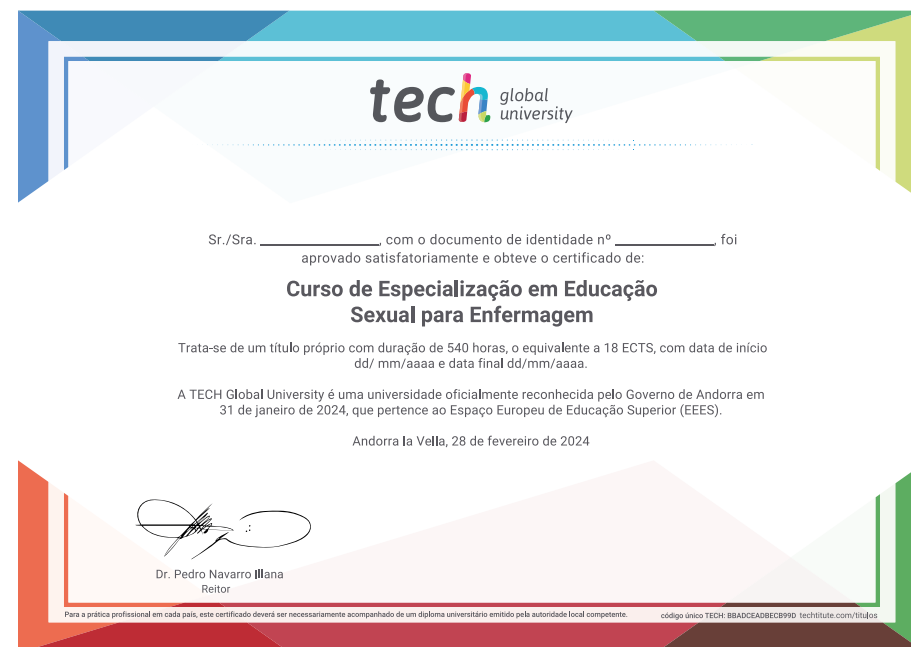 tech global university
Sr./Sra. ________________, com o documento de identidade nº ______________, foi
aprovado satisfatoriamente e obteve o certificado de:
Curso de Especialização em Educação
Sexual para Enfermagem
Trata-se de um título próprio com duração de 540 horas, o equivalente a 18 ECTS, com data de início
dd/ mm/aaaa e data final dd/mm/aaaa.
A TECH Global University é uma universidade oficialmente reconhecida pelo Governo de Andorra em
31 de janeiro de 2024, que pertence ao Espaço Europeu de Educação Superior (EEES).
Andorra la Vella, 28 de fevereiro de 2024
Dr. Pedro Navarro Illana
Reitor
Para a prática profissional em cada país, este certificado deverá ser necessariamente acompanhado de um diploma universitário emitido pela autoridade local competente.
código único TECH: BBADCEADBECB99D techtitute.com/titulos